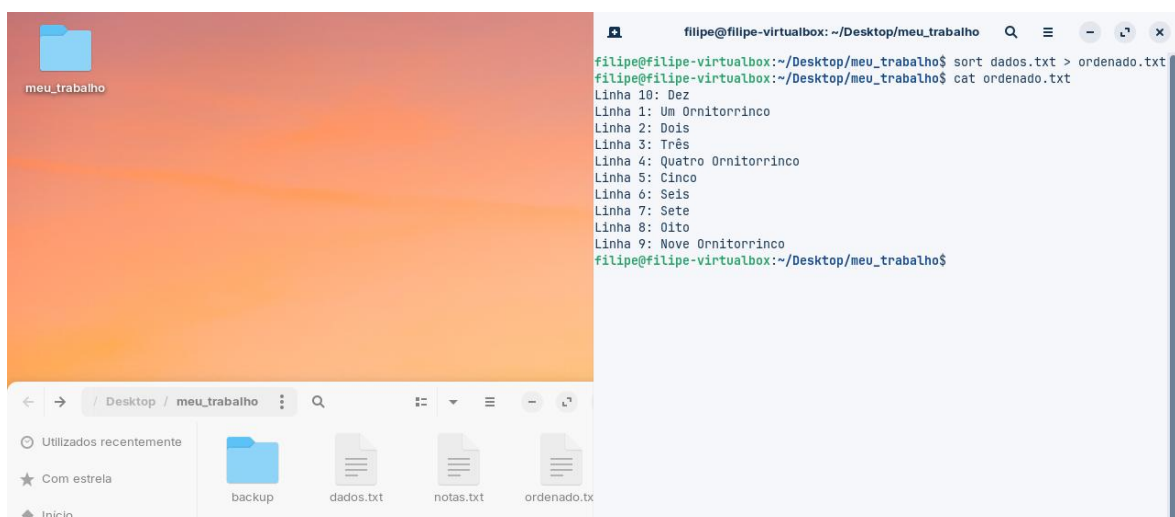 meu_trabalho
filipe@filipe-virtualbox: ~/Desktop/meu_trabalho
filipe@filipe-virtualbox:~/Desktop/meu_trabalho$ sort dados.txt > ordenado.txt
filipe@filipe-virtualbox:~/Desktop/meu_trabalho$ cat ordenado.txt
Linha 10: Dez
Linha 1: Um Ornitorrinco
Linha 2: Dois
Linha 3: Três
Linha 4: Quatro Ornitorrinco
Linha 5: Cinco
Linha 6: Seis
Linha 7: Sete
Linha 8: Oito
Linha 9: Nove Ornitorrinco
filipe@filipe-virtualbox:~/Desktop/meu_trabalho$
/ Desktop / meu_trabalho
Utilizados recentemente
Com estrela
Início
backup
dados.txt
notas.txt
ordenado.tx